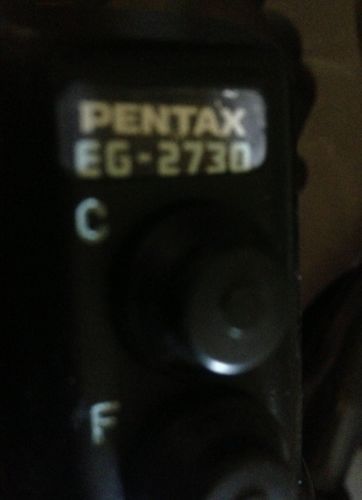 PENTAX
EG-2730
C
F